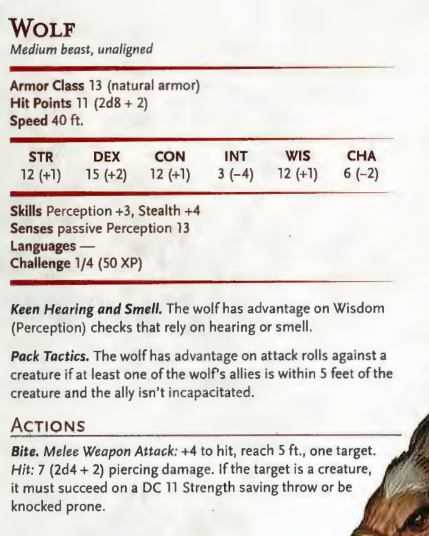 WOLF
Medium beast, unaligned
Armor Class 13 (natural armor)
Hit Points 11 (2d8 + 2)
Speed 40 ft.
STR DEX CON INT WIS CHA
12 (+1) 15 (+2) 12 (+1) 3 (−4) 12 (+1) 6 (−2)
Skills Perception +3, Stealth +4
Senses passive Perception 13
Languages —
Challenge 1/4 (50 XP)
Keen Hearing and Smell. The wolf has advantage on Wisdom
(Perception) checks that rely on hearing or smell.
Pack Tactics. The wolf has advantage on attack rolls against a
creature if at least one of the wolf's allies is within 5 feet of the
creature and the ally isn't incapacitated.
ACTIONS
Bite. Melee Weapon Attack: +4 to hit, reach 5 ft., one target.
Hit: 7 (2d4 + 2) piercing damage. If the target is a creature,
it must succeed on a DC 11 Strength saving throw or be
knocked prone.